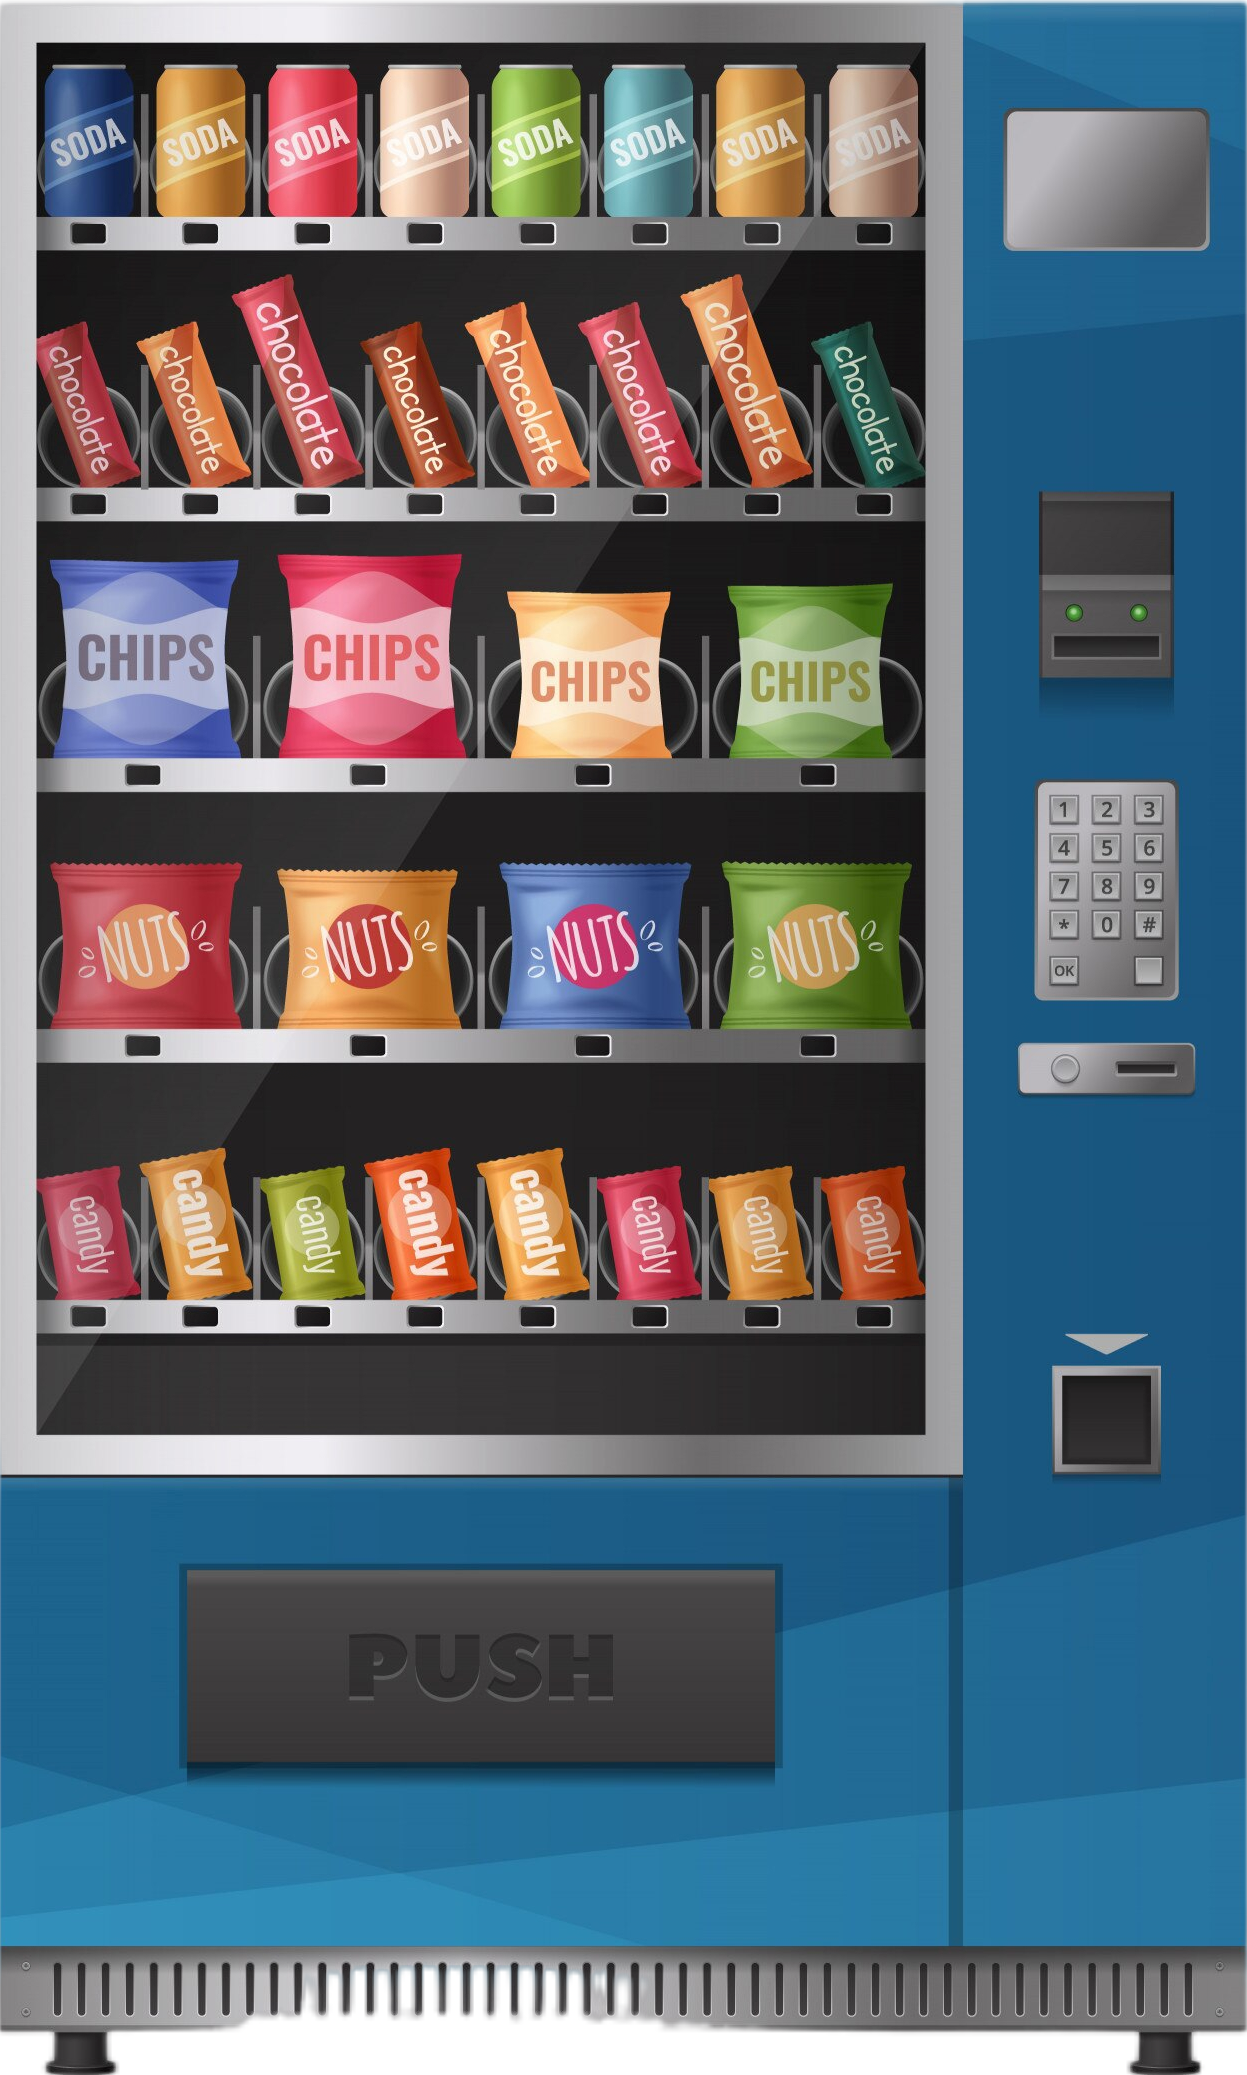 SODA SODA SODA SODA SODA SODA SODA SODA
chocolate chocolate chocolate chocolate chocolate chocolate chocolate chocolate
CHIPS CHIPS CHIPS CHIPS
NUTS NUTS NUTS NUTS
candy candy candy candy candy candy candy candy
1 2 3
4 5 6
7 8 9
* 0 #
OK
PUSH